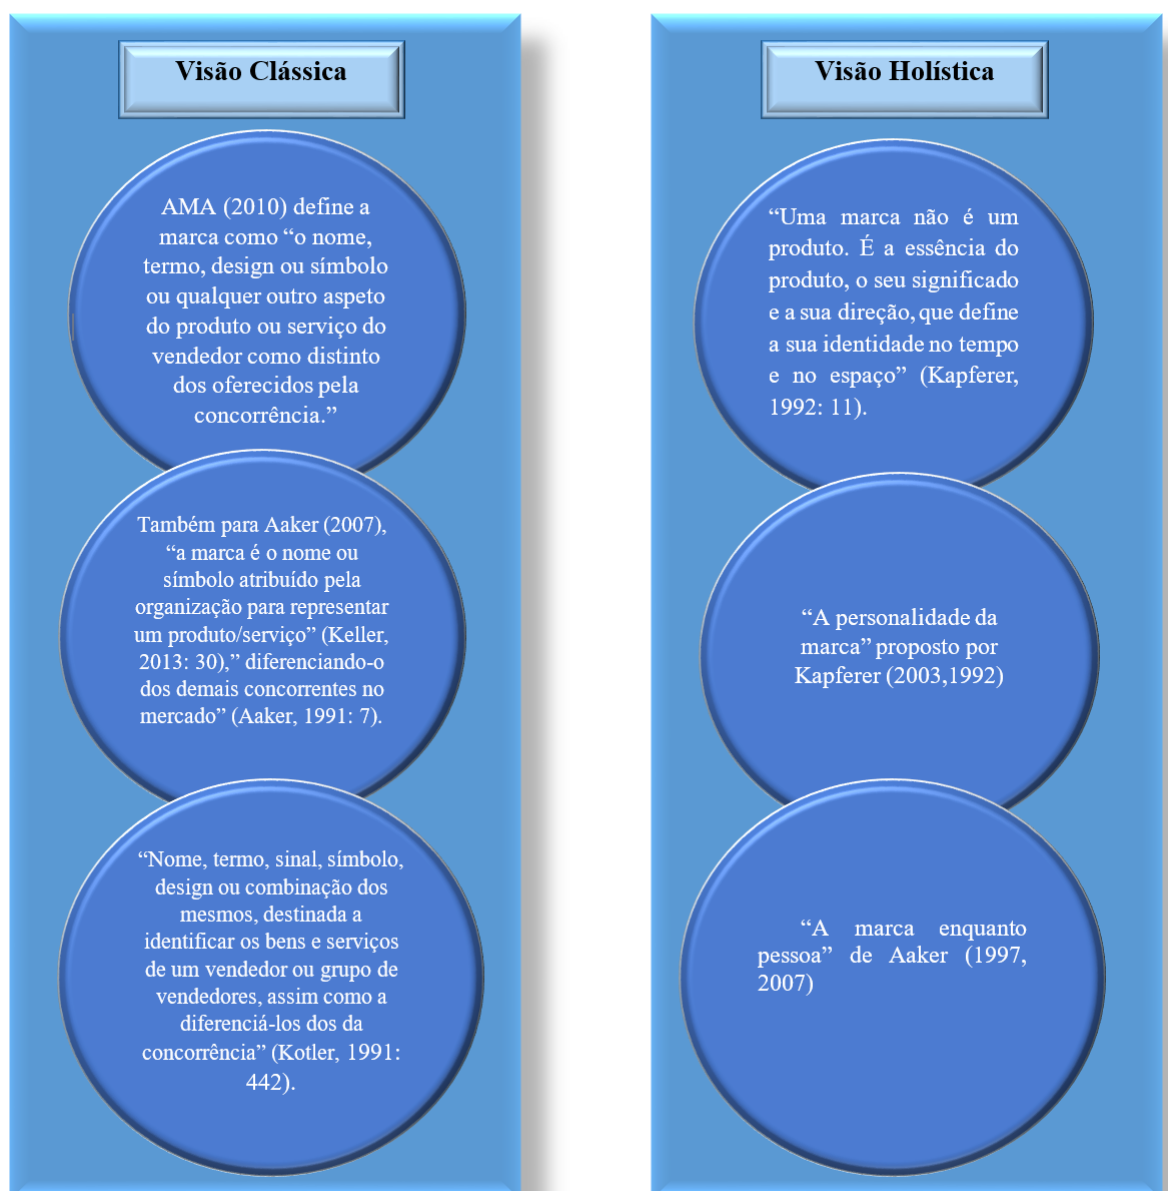 Visão Clássica
AMA (2010) define a
marca como “o nome,
termo, design ou símbolo
ou qualquer outro aspeto
do produto ou serviço do
vendedor como distinto
dos oferecidos pela
concorrência.”
Também para Aaker (2007),
“a marca é o nome ou
símbolo atribuído pela
organização para representar
um produto/serviço” (Keller,
2013: 30),” diferenciando-o
dos demais concorrentes no
mercado” (Aaker, 1991: 7).
“Nome, termo, sinal, símbolo,
design ou combinação dos
mesmos, destinada a
identificar os bens e serviços
de um vendedor ou grupo de
vendedores, assim como a
diferenciá-los dos da
concorrência” (Kotler, 1991:
442).
Visão Holística
“Uma marca não é um
produto. É a essência do
produto, o seu significado
e a sua direção, que define
a sua identidade no tempo
e no espaço” (Kapferer,
1992: 11).
“A personalidade da
marca” proposto por
Kapferer (2003,1992)
“A marca enquanto
pessoa” de Aaker (1997,
2007)